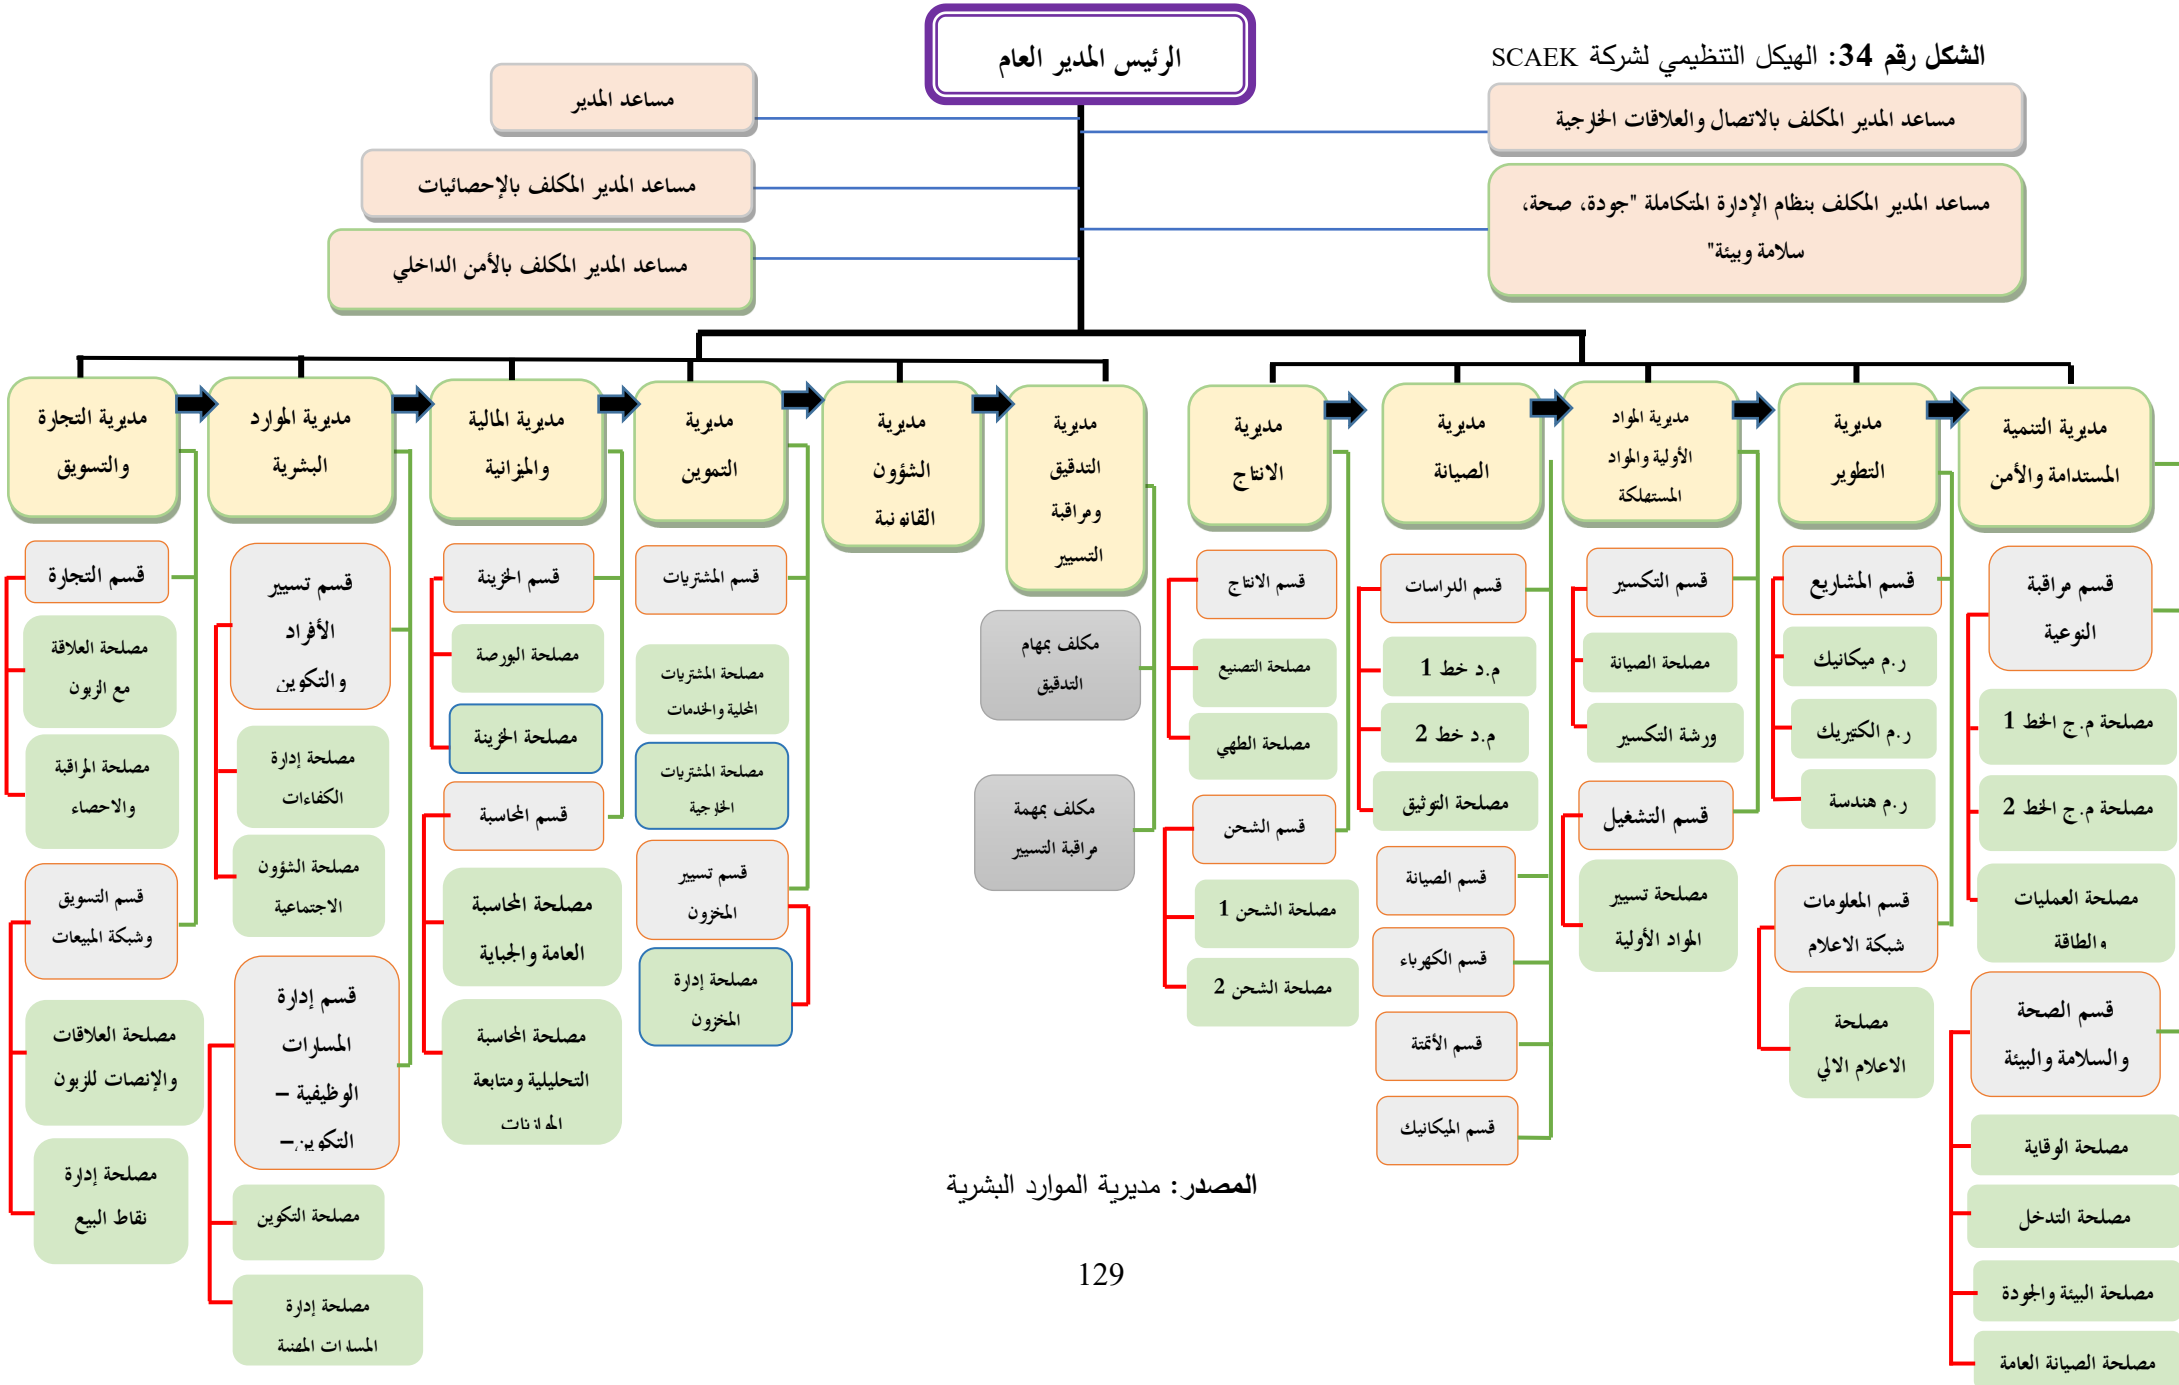 الشكل رقم 34: الهيكل التنظيمي لشركة SCAEK
الرئيس المدير العام
مساعد المدير المكلف بالاتصال والعلاقات الخارجية
مساعد المدير المكلف بنظام الإدارة المتكاملة "جودة، صحة،
سلامة وبيئة"
مساعد المدير
مساعد المدير المكلف بالإحصائيات
مساعد المدير المكلف بالأمن الداخلي
مديرية التنمية
المستدامة والأمن
قسم مراقبة
النوعية
مصلحة م.ج الخط 1
مصلحة م.ج الخط 2
مصلحة العمليات
والطاقة
قسم الصحة
والسلامة والبيئة
مصلحة الوقاية
مصلحة التدخل
مصلحة البيئة والجودة
مصلحة الصيانة العامة
مديرية
التطوير
قسم المشاريع
ر.م ميكانيك
ر.م الكتيريك
ر.م هندسة
قسم المعلومات
شبكة الاعلام
مصلحة
الاعلام الالي
مديرية المواد
الأولية والمواد
المستهلكة
قسم التكسير
مصلحة الصيانة
ورشة التكسير
قسم التشغيل
مصلحة تسيير
المواد الأولية
مديرية
الصيانة
قسم الدراسات
م.د خط 1
م.د خط 2
مصلحة التوثيق
قسم الصيانة
قسم الكهرباء
قسم الأتمتة
قسم الميكانيك
مديرية
الانتاج
قسم الانتاج
مصلحة التصنيع
مصلحة الطهي
قسم الشحن
مصلحة الشحن 1
مصلحة الشحن 2
مديرية
التدقيق
ومراقبة
التسيير
مكلف بمهام
التدقيق
مكلف بمهمة
مراقبة التسيير
مديرية
الشؤون
القانونية
مديرية
التموين
قسم المشتريات
مصلحة المشتريات
المحلية والخدمات
مصلحة المشتريات
الخارجية
قسم تسيير
المخزون
مصلحة إدارة
المخزون
مديرية المالية
والميزانية
قسم الخزينة
مصلحة البورصة
مصلحة الخزينة
قسم المحاسبة
مصلحة المحاسبة
العامة والجباية
مصلحة المحاسبة
التحليلية ومتابعة
الموازنات
مديرية الموارد
البشرية
قسم تسيير
الأفراد
والتكوين
مصلحة إدارة
الكفاءات
مصلحة الشؤون
الاجتماعية
قسم إدارة
المسارات
الوظيفية –
التكوين–
مصلحة التكوين
مصلحة إدارة
المسارات المهنية
مديرية التجارة
والتسويق
قسم التجارة
مصلحة العلاقة
مع الزبون
مصلحة المراقبة
والاحصاء
قسم التسويق
وشبكة المبيعات
مصلحة العلاقات
والإنصات للزبون
مصلحة إدارة
نقاط البيع
المصدر: مديرية الموارد البشرية
129